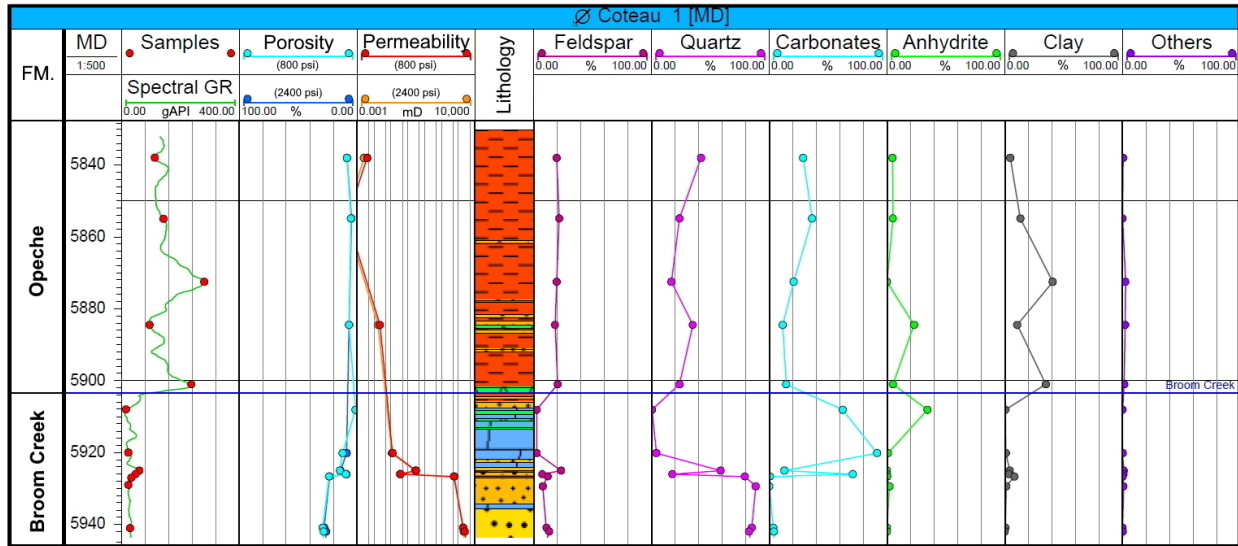 ⌀ Coteau 1 [MD]
FM.
MD
1:500
Samples
Spectral GR
0.00 gAPI 400.00
Porosity
(800 psi)
(2400 psi)
100.00 % 0.00
Permeability
(800 psi)
(2400 psi)
0.001 mD 10,000
Lithology
Feldspar
0.00 % 100.00
Quartz
0.00 % 100.00
Carbonates
0.00 % 100.00
Anhydrite
0.00 % 100.00
Clay
0.00 % 100.00
Others
0.00 % 100.00
Opeche
5840
5860
5880
5900
Broom Creek
Broom Creek
5920
5940